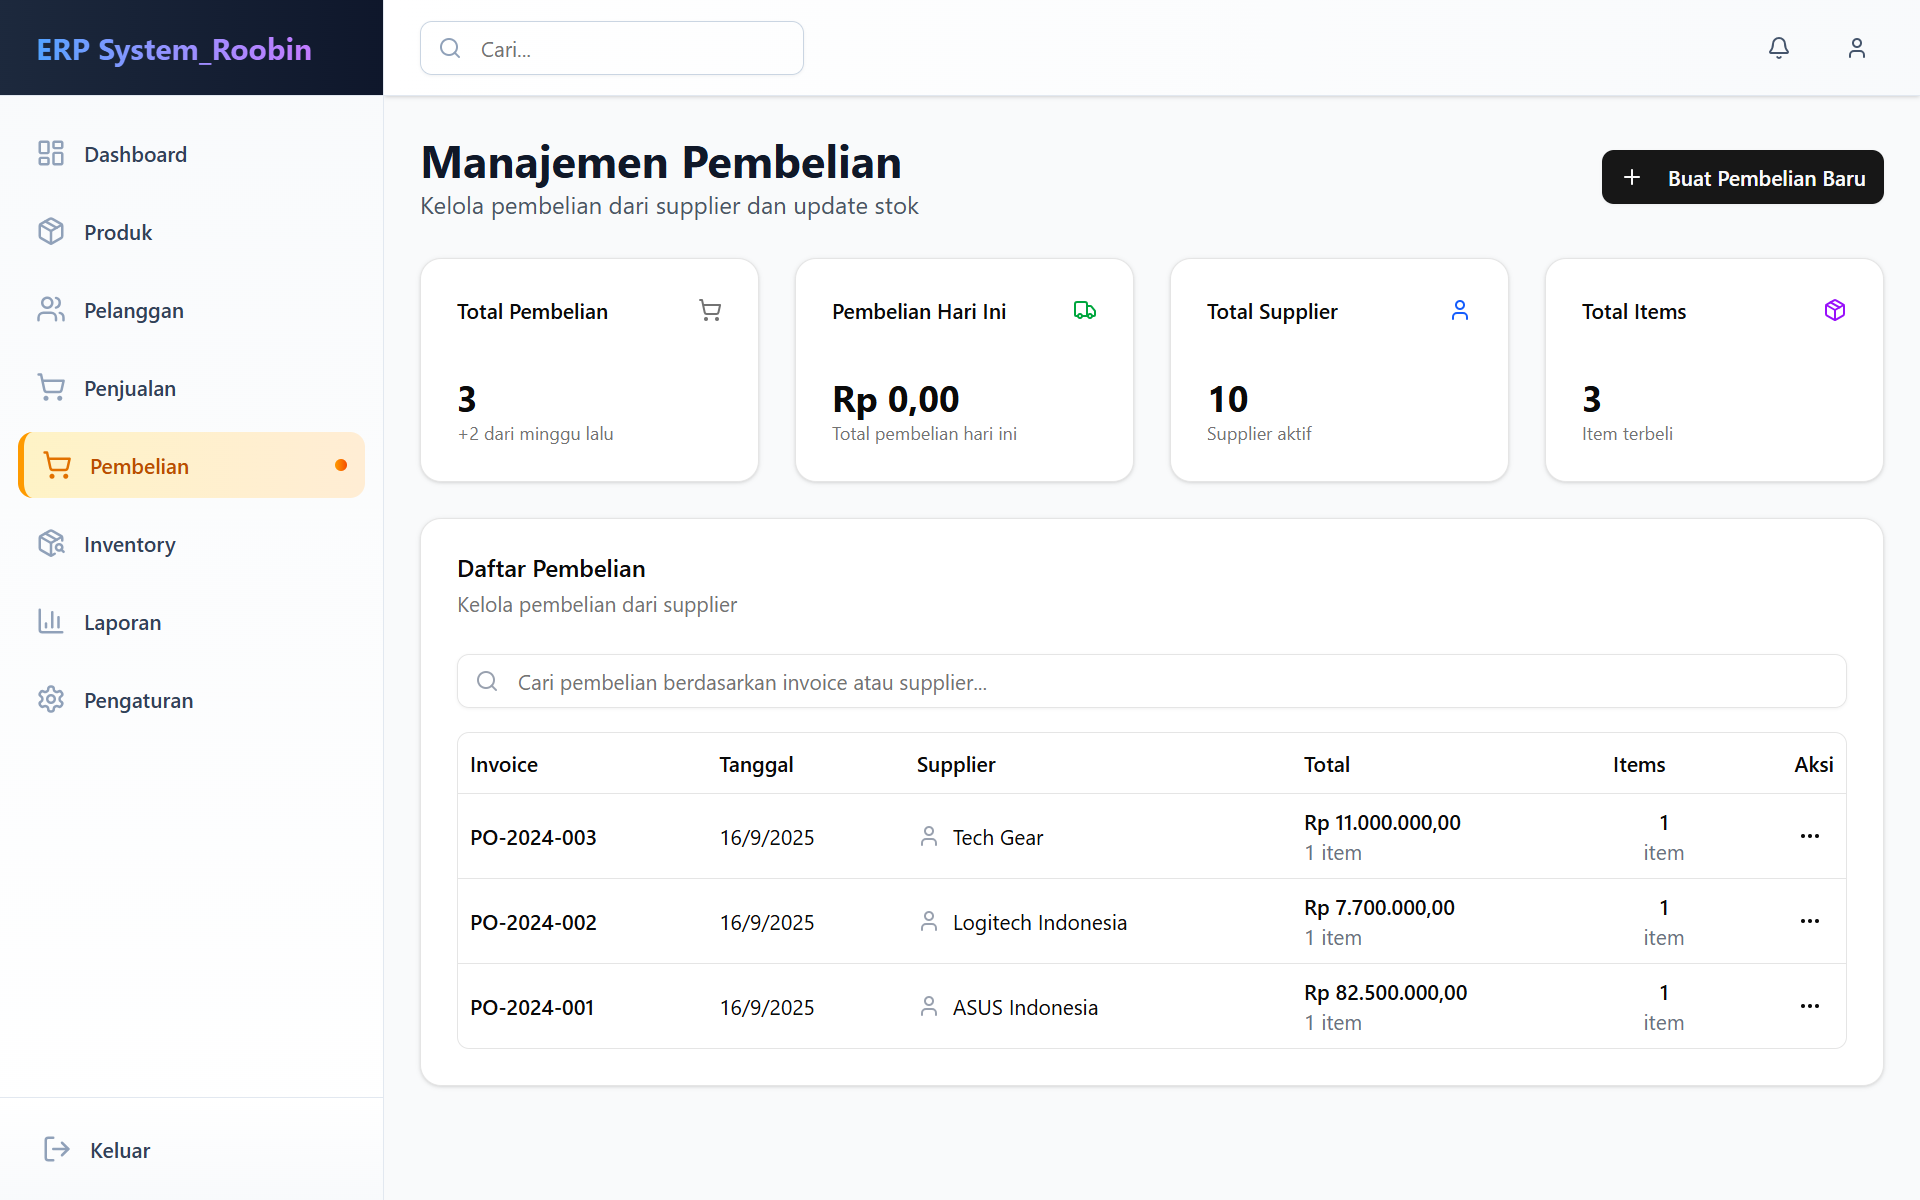 ERP System_Roobin
Cari...
Dashboard
Produk
Pelanggan
Penjualan
Pembelian
Inventory
Laporan
Pengaturan
Keluar
Manajemen Pembelian
Kelola pembelian dari supplier dan update stok
Buat Pembelian Baru
Total Pembelian
3
+2 dari minggu lalu
Pembelian Hari Ini
Rp 0,00
Total pembelian hari ini
Total Supplier
10
Supplier aktif
Total Items
3
Item terbeli
Daftar Pembelian
Kelola pembelian dari supplier
Cari pembelian berdasarkan invoice atau supplier...
Invoice Tanggal Supplier Total Items Aksi
PO-2024-003 16/9/2025 Tech Gear Rp 11.000.000,00 1
1 item item
PO-2024-002 16/9/2025 Logitech Indonesia Rp 7.700.000,00 1
1 item item
PO-2024-001 16/9/2025 ASUS Indonesia Rp 82.500.000,00 1
1 item item